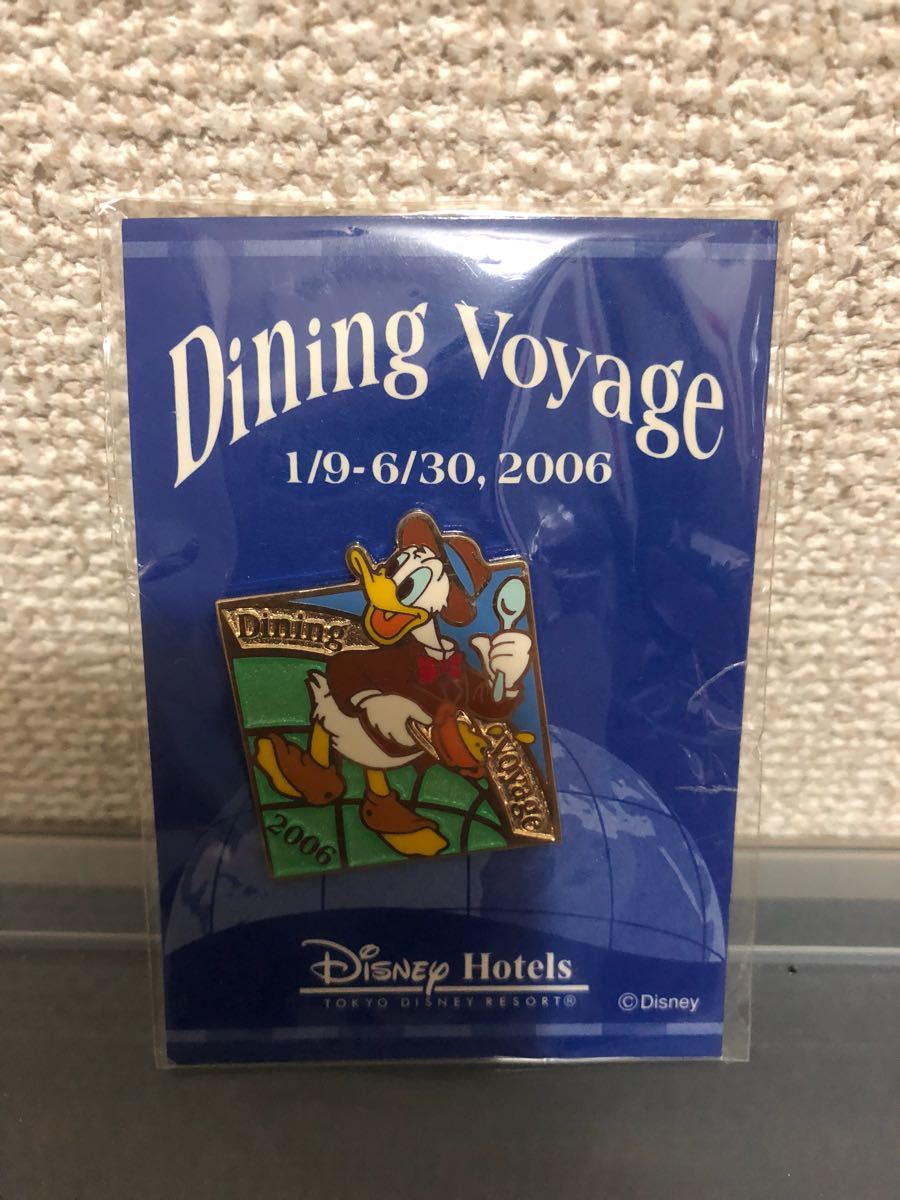 Dining Voyage
1/9-6/30, 2006
Dining
Voyage
2006
Disney Hotels
TOKYO DISNEY RESORT®
©Disney